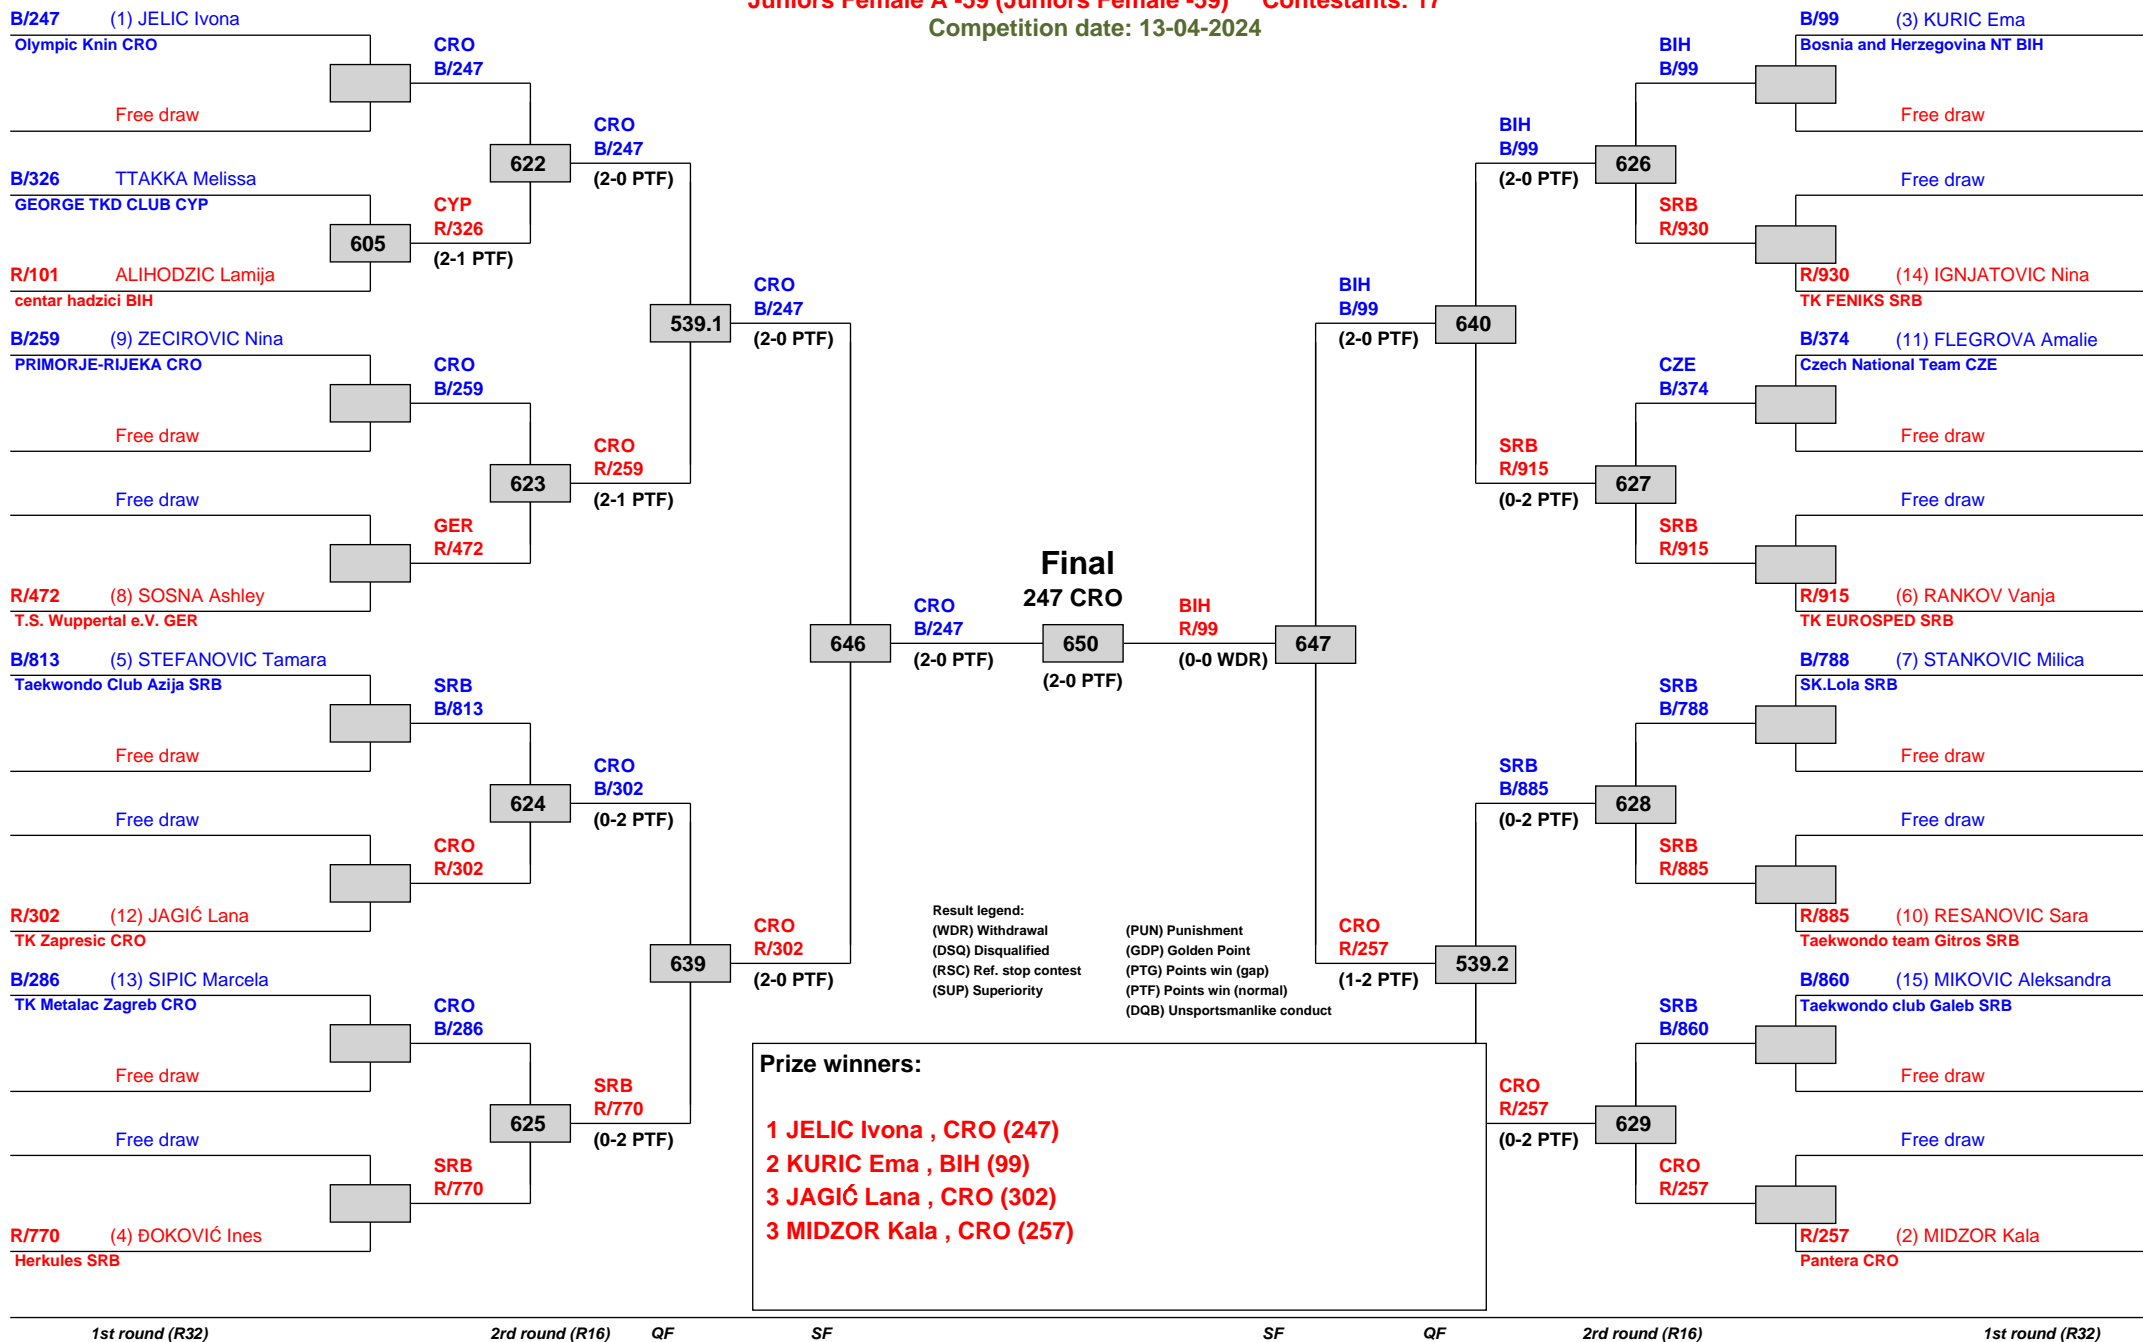 Juniors Female A -59 (Juniors Female -59) Contestants: 17
Competition date: 13-04-2024
B/247 (1) JELIC Ivona
Olympic Knin CRO
Free draw
B/326 TTAKKA Melissa
GEORGE TKD CLUB CYP
605
R/101 ALIHODZIC Lamija
centar hadzici BIH
B/259 (9) ZECIROVIC Nina
PRIMORJE-RIJEKA CRO
Free draw
Free draw
R/472 (8) SOSNA Ashley
T.S. Wuppertal e.V. GER
B/813 (5) STEFANOVIC Tamara
Taekwondo Club Azija SRB
Free draw
Free draw
R/302 (12) JAGIĆ Lana
TK Zapresic CRO
B/286 (13) SIPIC Marcela
TK Metalac Zagreb CRO
Free draw
Free draw
R/770 (4) ĐOKOVIĆ Ines
Herkules SRB
CRO
B/247
622
CYP
R/326
(2-1 PTF)
CRO
B/259
623
GER
R/472
SRB
B/813
624
CRO
R/302
CRO
B/286
625
SRB
R/770
CRO
B/247
(2-0 PTF)
539.1
CRO
R/259
(2-1 PTF)
CRO
B/302
(0-2 PTF)
639
SRB
R/770
(0-2 PTF)
CRO
B/247
(2-0 PTF)
646
CRO
R/302
(2-0 PTF)
CRO
B/247
(2-0 PTF)
Final
247 CRO
650
(2-0 PTF)
BIH
R/99
(0-0 WDR)
647
BIH
B/99
(2-0 PTF)
640
CRO
R/257
(1-2 PTF)
539.2
BIH
B/99
(2-0 PTF)
626
SRB
R/915
(0-2 PTF)
627
SRB
B/885
(0-2 PTF)
628
CRO
R/257
(0-2 PTF)
629
BIH
B/99
SRB
R/930
CZE
B/374
SRB
R/915
SRB
B/788
SRB
R/885
SRB
B/860
CRO
R/257
B/99 (3) KURIC Ema
Bosnia and Herzegovina NT BIH
Free draw
Free draw
R/930 (14) IGNJATOVIC Nina
TK FENIKS SRB
B/374 (11) FLEGROVA Amalie
Czech National Team CZE
Free draw
Free draw
R/915 (6) RANKOV Vanja
TK EUROSPED SRB
B/788 (7) STANKOVIC Milica
SK.Lola SRB
Free draw
Free draw
R/885 (10) RESANOVIC Sara
Taekwondo team Gitros SRB
B/860 (15) MIKOVIC Aleksandra
Taekwondo club Galeb SRB
Free draw
Free draw
R/257 (2) MIDZOR Kala
Pantera CRO
Result legend:
(WDR) Withdrawal (PUN) Punishment
(DSQ) Disqualified (GDP) Golden Point
(RSC) Ref. stop contest (PTG) Points win (gap)
(SUP) Superiority (PTF) Points win (normal)
(DQB) Unsportsmanlike conduct
Prize winners:
1 JELIC Ivona , CRO (247)
2 KURIC Ema , BIH (99)
3 JAGIĆ Lana , CRO (302)
3 MIDZOR Kala , CRO (257)
1st round (R32) 2rd round (R16) QF SF SF QF 2rd round (R16) 1st round (R32)